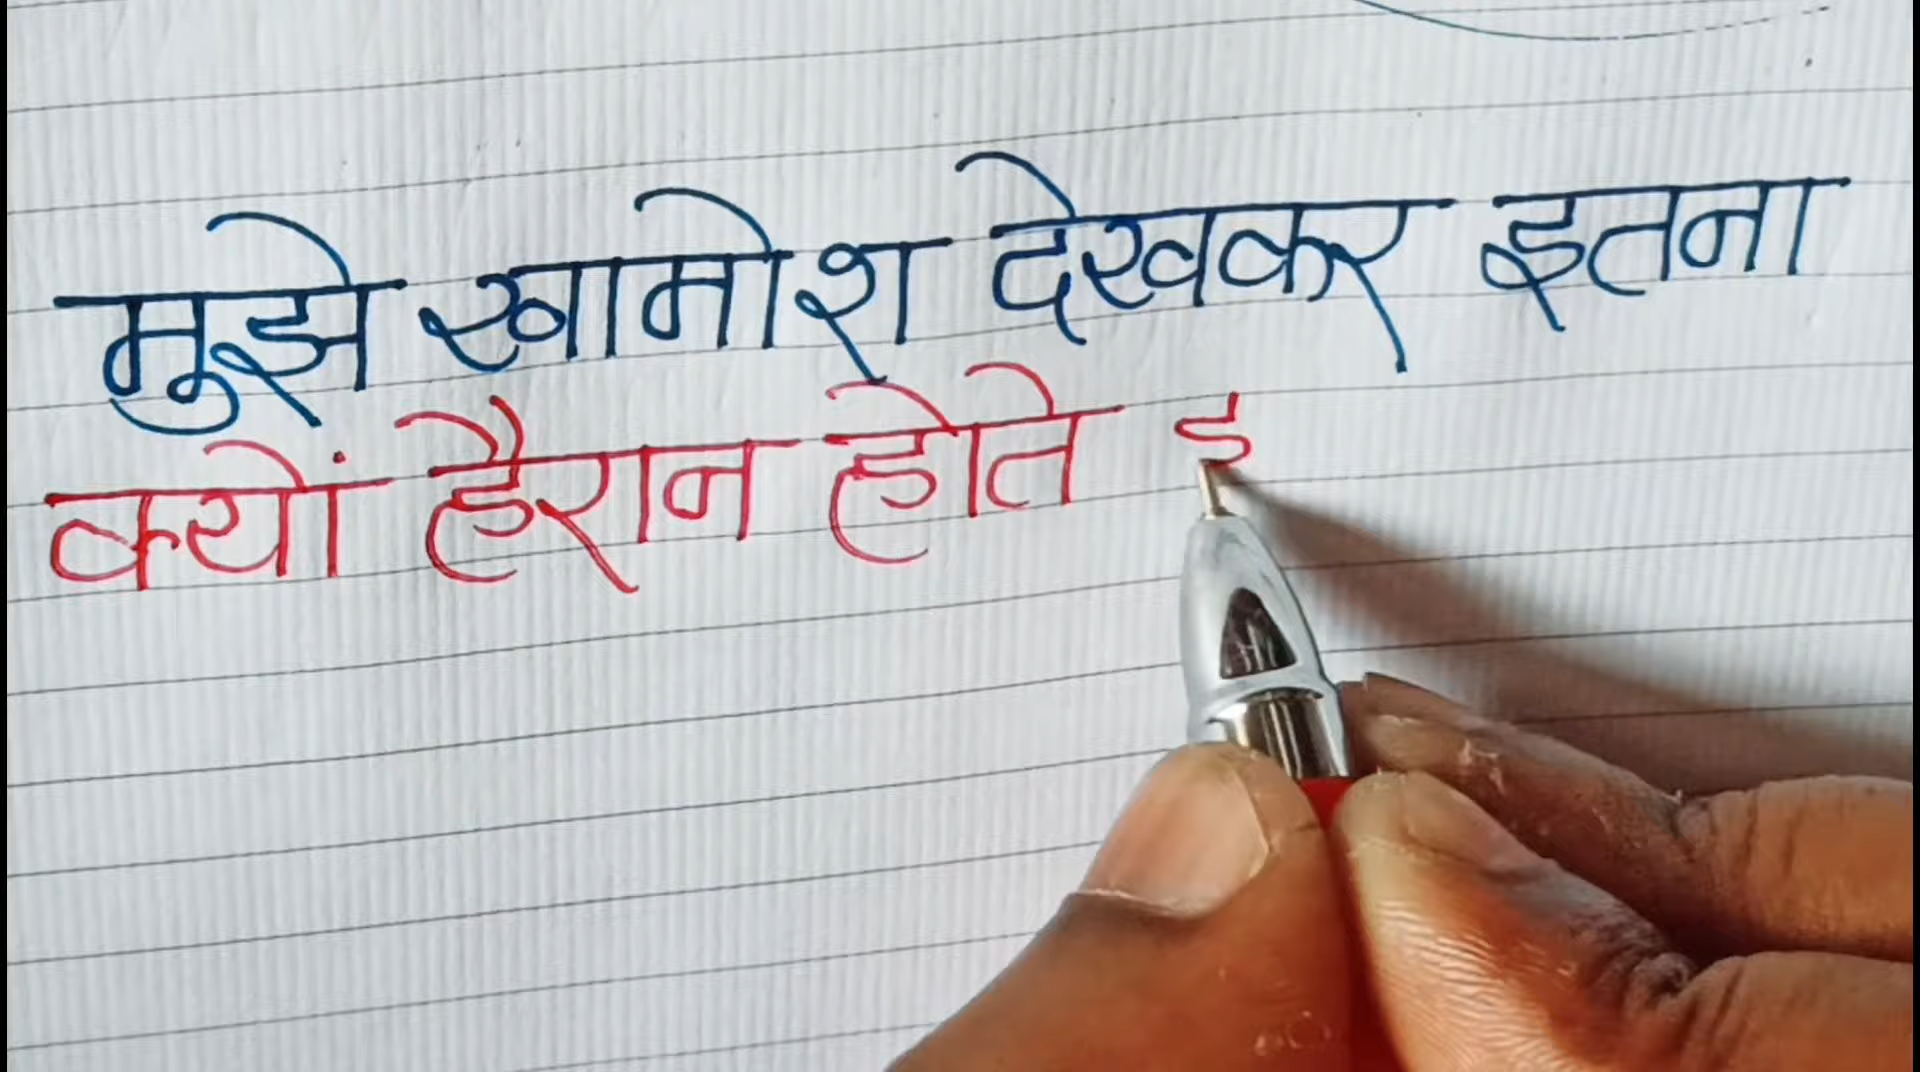 मुझे खामोश देखकर इतना
क्यों हैरान होते